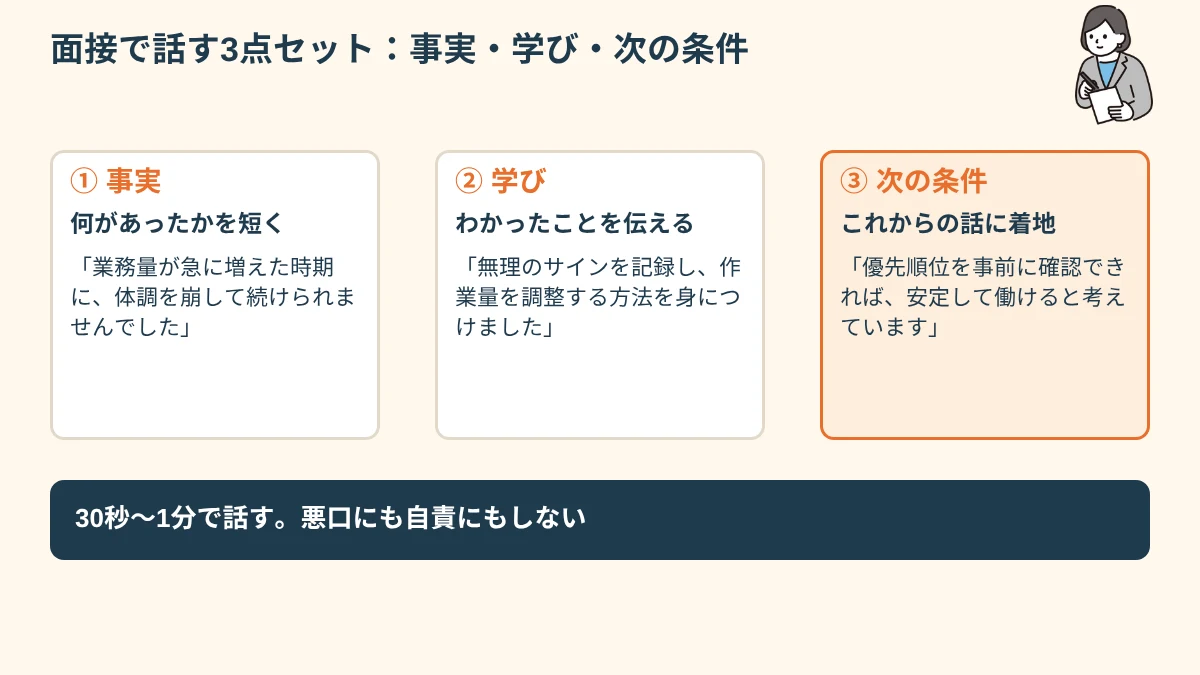 面接で話す3点セット：事実・学び・次の条件
① 事実
何があったかを短く
「業務量が急に増えた時期
に、体調を崩して続けられま
せんでした」
② 学び
わかったことを伝える
「無理のサインを記録し、作
業量を調整する方法を身につ
けました」
③ 次の条件
これからの話に着地
「優先順位を事前に確認でき
れば、安定して働けると考え
ています」
30秒〜1分で話す。悪口にも自責にもしない